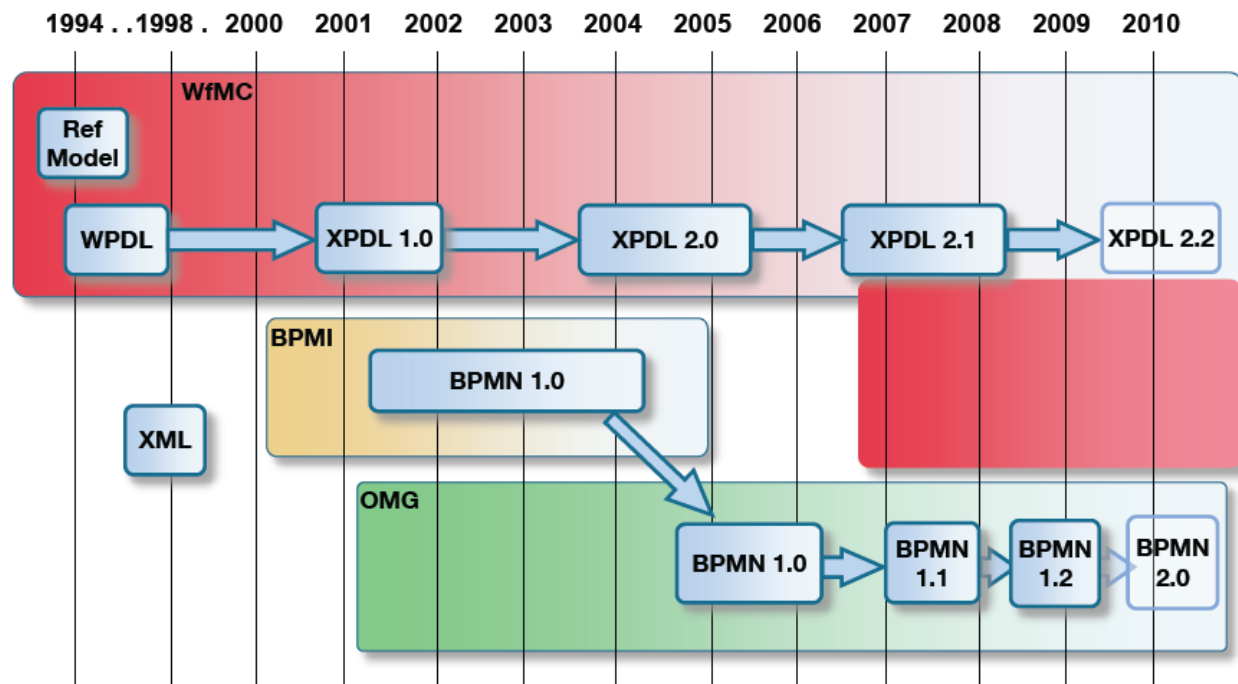 1994 . . 1998 . 2000 2001 2002 2003 2004 2005 2006 2007 2008 2009 2010
WfMC
Ref
Model
WPDL XPDL 1.0 XPDL 2.0 XPDL 2.1 XPDL 2.2
BPMI
BPMN 1.0
XML
OMG
BPMN 1.0
BPMN
1.1
BPMN
1.2
BPMN
2.0